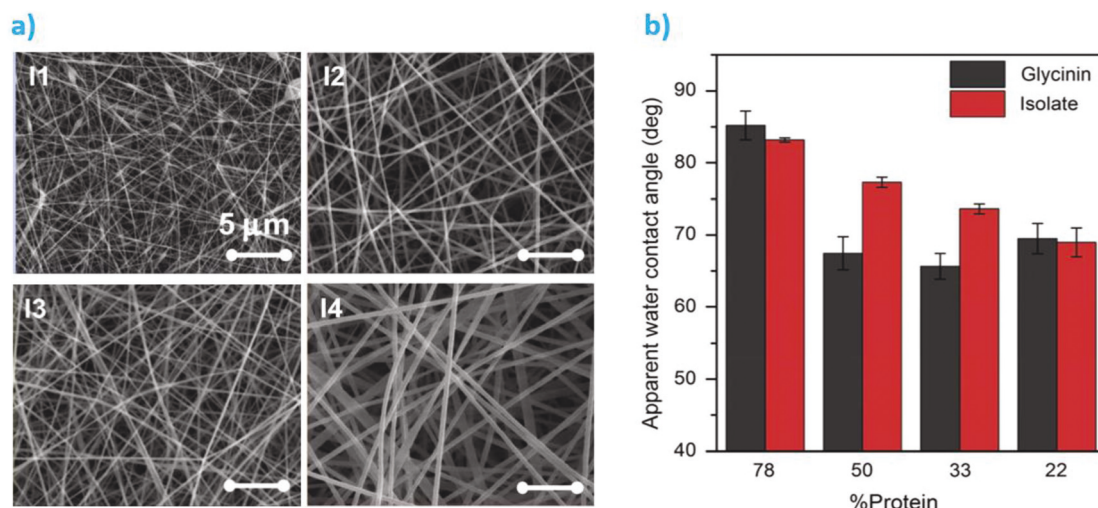 a)
I1
5 μm
I2
I3
I4
b)
Glycinin
Isolate
Apparent water contact angle (deg)
90
80
70
60
50
40
78 50 33 22
%Protein